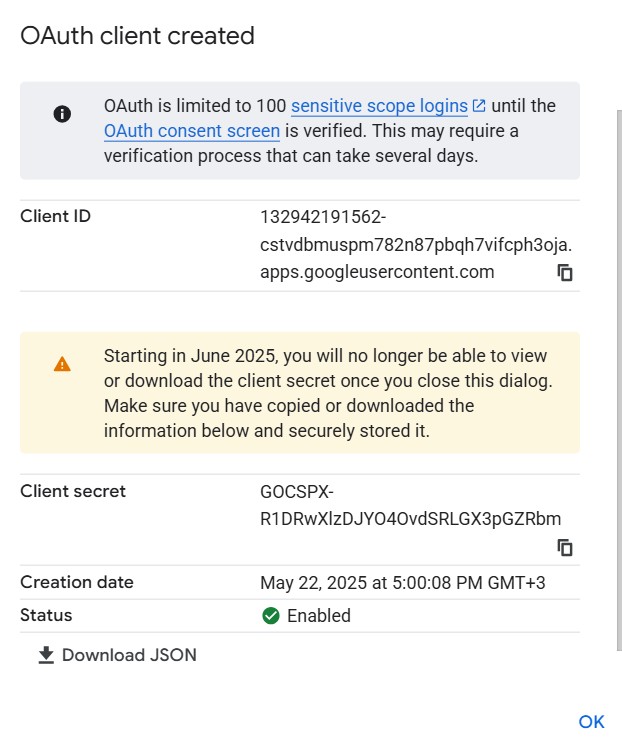 OAuth client created
OAuth is limited to 100 sensitive scope logins until the
OAuth consent screen is verified. This may require a
verification process that can take several days.
Client ID
132942191562-
cstvdbmuspm782n87pbqh7vifcph3oja.
apps.googleusercontent.com
Starting in June 2025, you will no longer be able to view
or download the client secret once you close this dialog.
Make sure you have copied or downloaded the
information below and securely stored it.
Client secret
GOCSPX-
R1DRwXlzDJYO4OvdSRLGX3pGZRbm
Creation date May 22, 2025 at 5:00:08 PM GMT+3
Status Enabled
Download JSON
OK